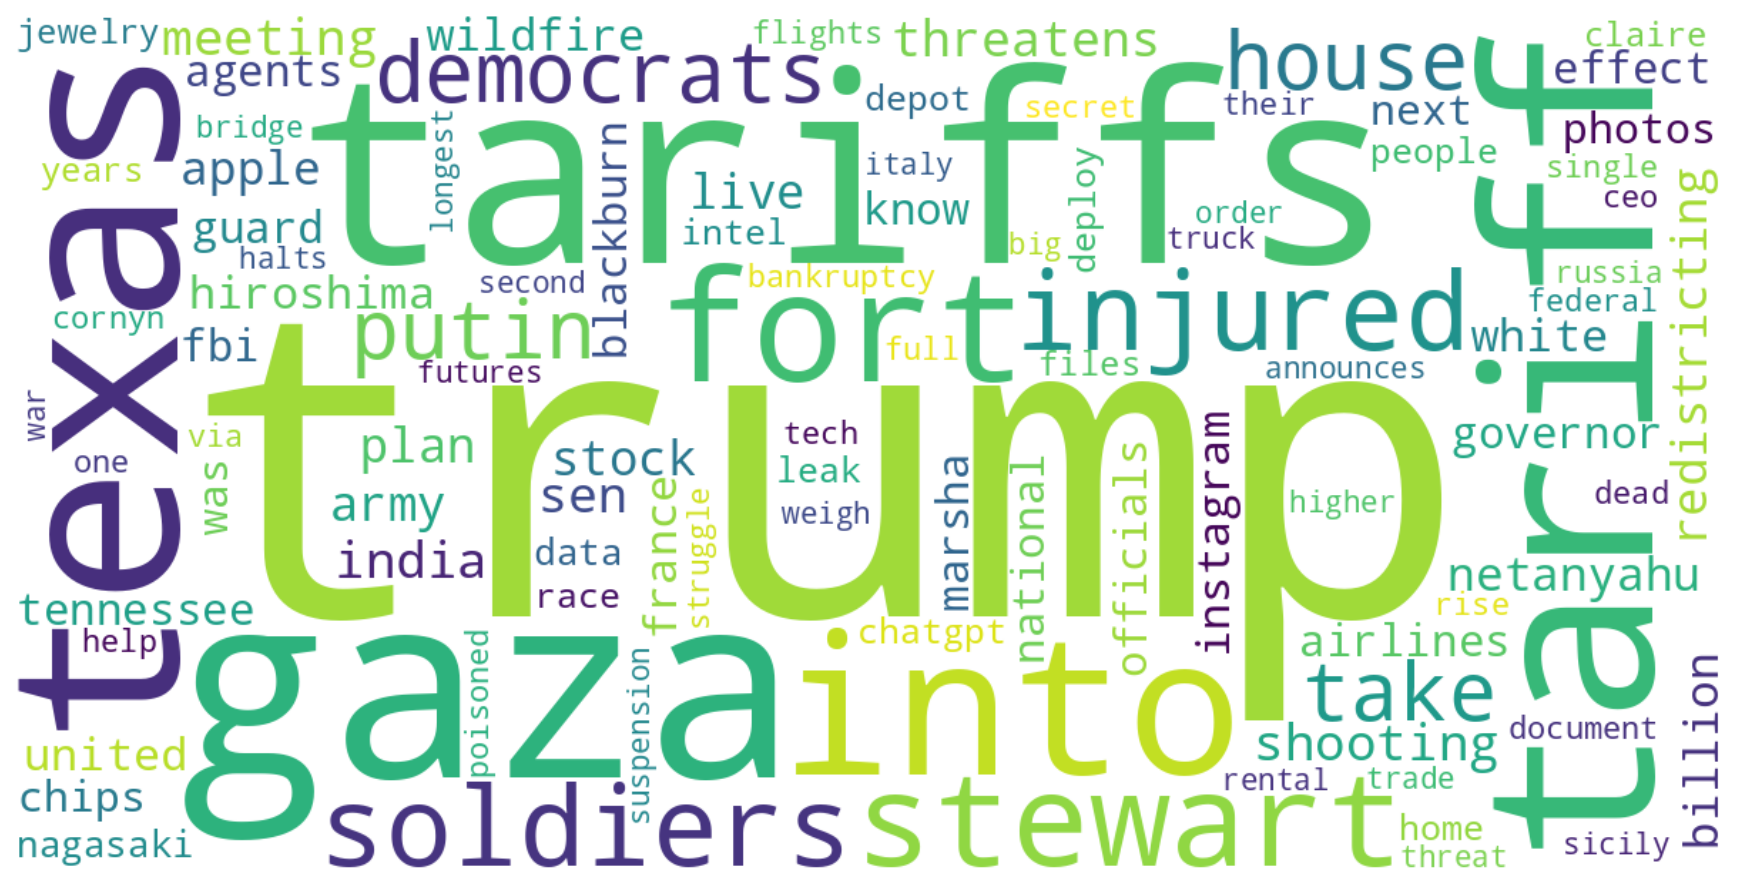 jewelry
meeting
wildfire
flights
threatens
claire
agents
democrats
house
effect
depot
secret
their
next
photos
texas
bridge
tariffs
longest
blackburn
people
years
apple
italy
deploy
single
tariff
live
know
ceo
guard
intel
big
order
truck
redistricting
halts
second
bankruptcy
russia
hiroshima
fort
injured
federal
cornyn
putin
full
white
fbi
futures
files
announces
war
via
trump
tech
governor
one
plan
stock
leak
marsha
national
officials
instagram
was
army
sen
france
struggle
weigh
higher
dead
india
data
race
netanyahu
tennessee
rise
help
gaza
poisoned
suspension
into
chatgpt
airlines
take
billion
united
shooting
document
chips
soldiers
stewart
rental
trade
nagasaki
home
threat
sicily